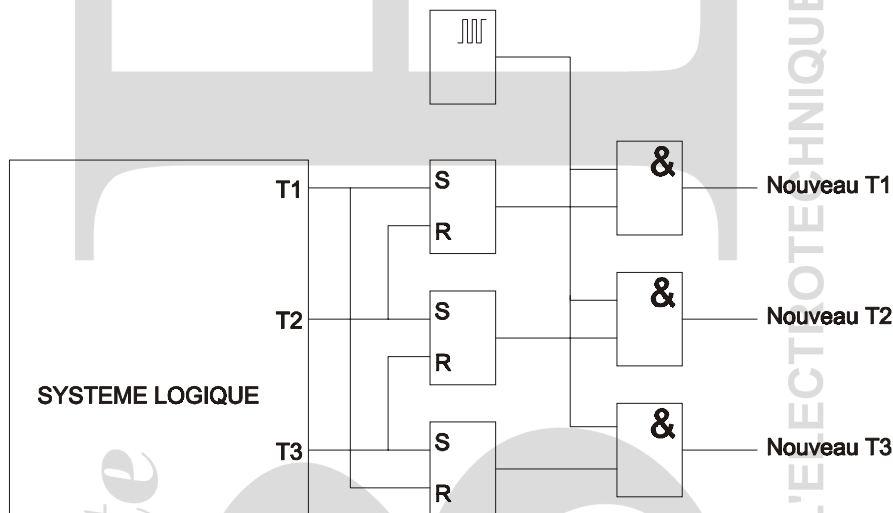 &
T1
S
R
Nouveau T1
&
T2
S
R
Nouveau T2
SYSTEME LOGIQUE
&
T3
S
R
Nouveau T3
L'ELECTROTECHNIQUE